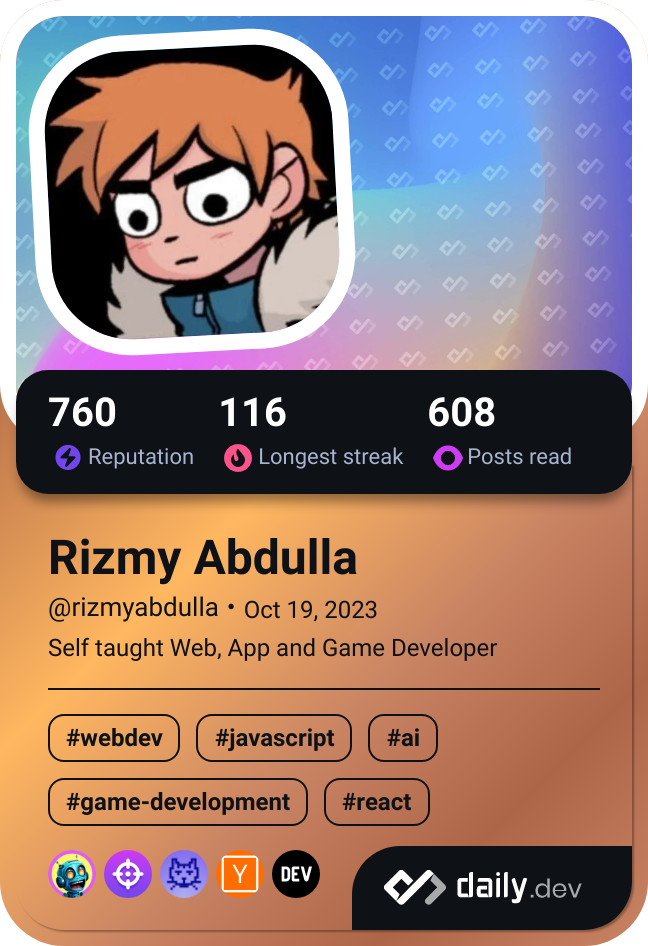 760 116 608
Reputation Longest streak Posts read
Rizmy Abdulla
@rizmyabdulla • Oct 19, 2023
Self taught Web, App and Game Developer
#webdev #javascript #ai
#game-development #react
Y DEV daily.dev